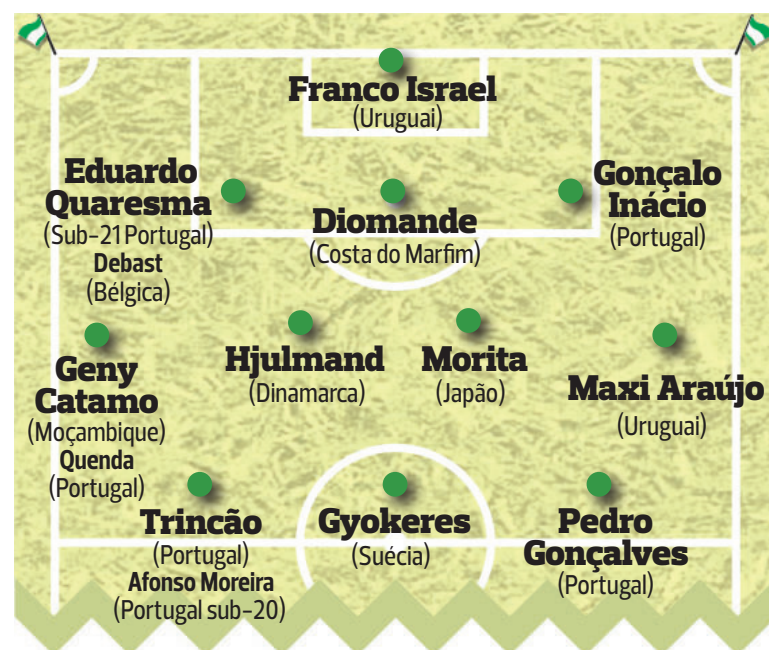 Franco Israel
(Uruguai)
Eduardo
Quaresma
(Sub-21 Portugal)
Debast
(Bélgica)
Diomande
(Costa do Marfim)
Gonçalo
Inácio
(Portugal)
Geny
Catamo
(Moçambique)
Quenda
(Portugal)
Hjulmand
(Dinamarca)
Morita
(Japão)
Maxi Araújo
(Uruguai)
Trincão
(Portugal)
Afonso Moreira
(Portugal sub-20)
Gyokeres
(Suécia)
Pedro
Gonçalves
(Portugal)